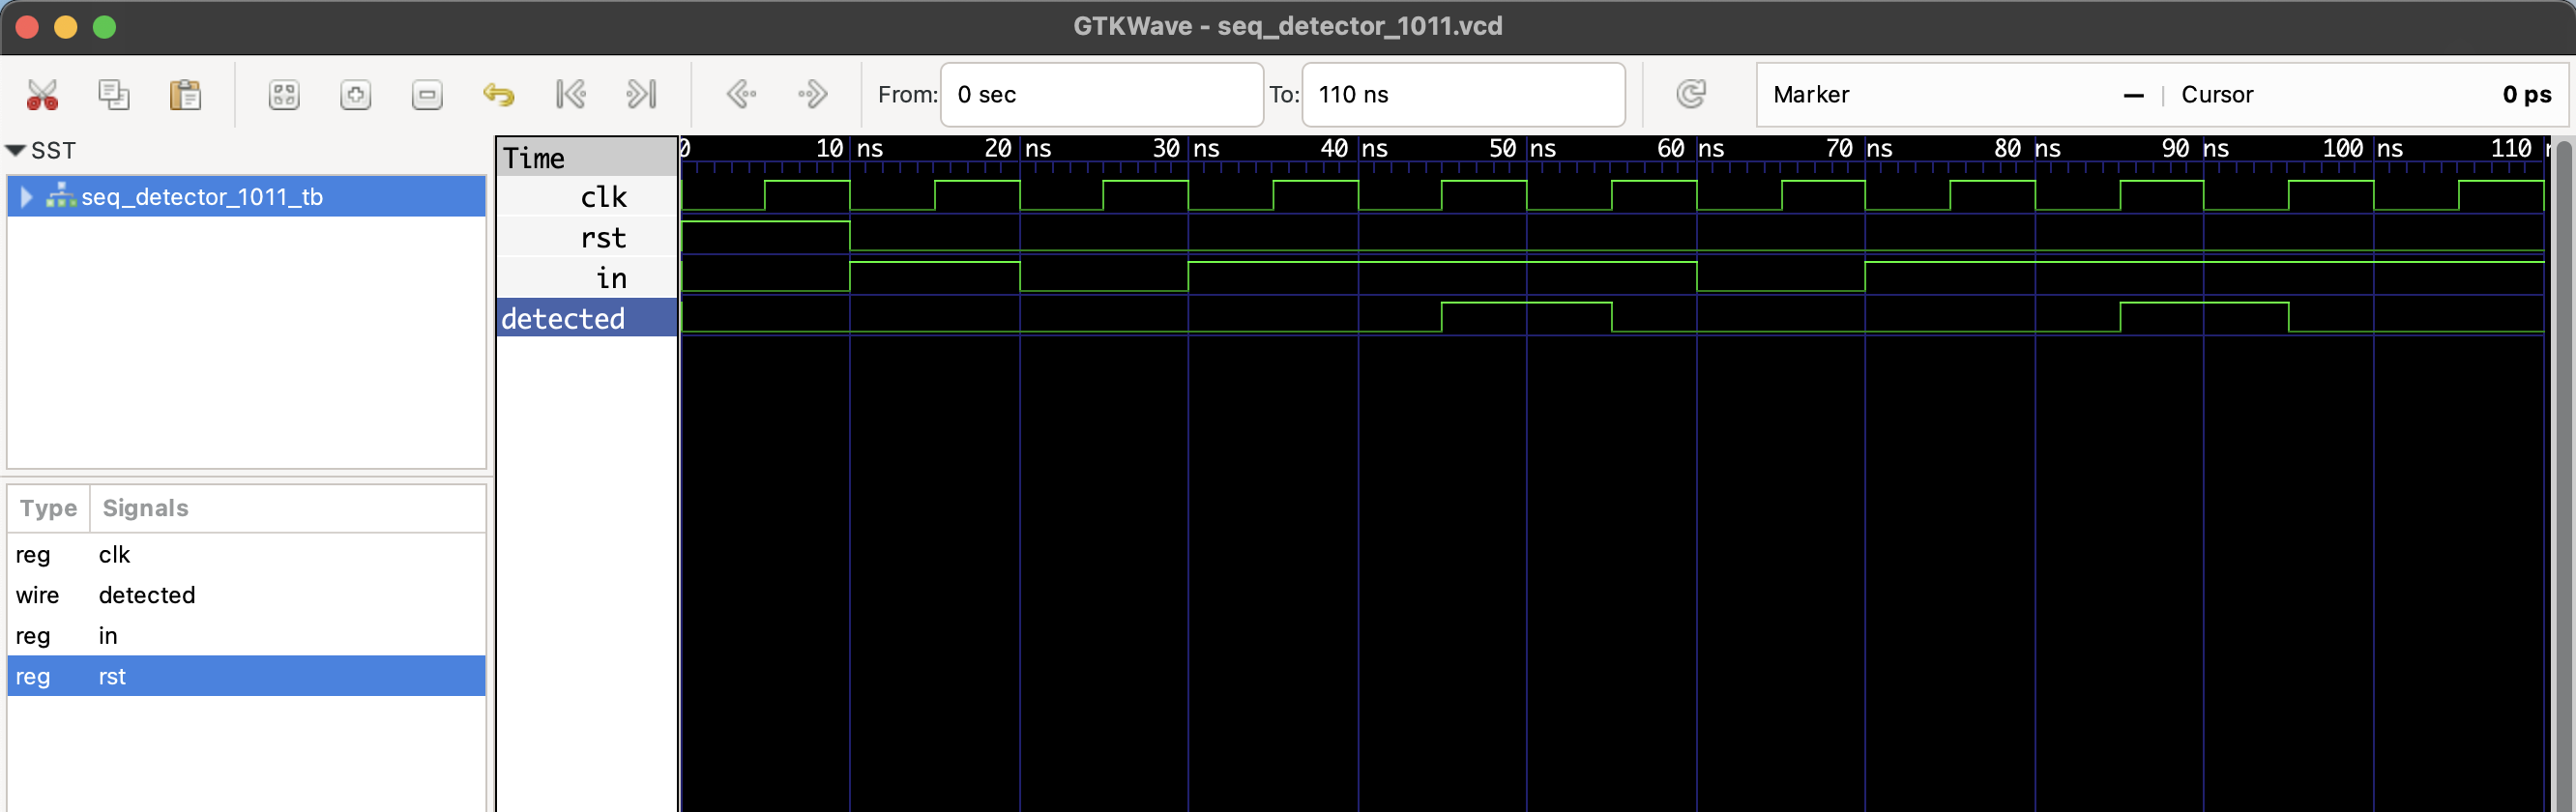 GTKWave - seq_detector_1011.vcd
From: 0 sec To: 110 ns Marker — | Cursor 0 ps
SST
seq_detector_1011_tb
Type Signals
reg clk
wire detected
reg in
reg rst
Time
clk
rst
in
detected
0 10 ns 20 ns 30 ns 40 ns 50 ns 60 ns 70 ns 80 ns 90 ns 100 ns 110